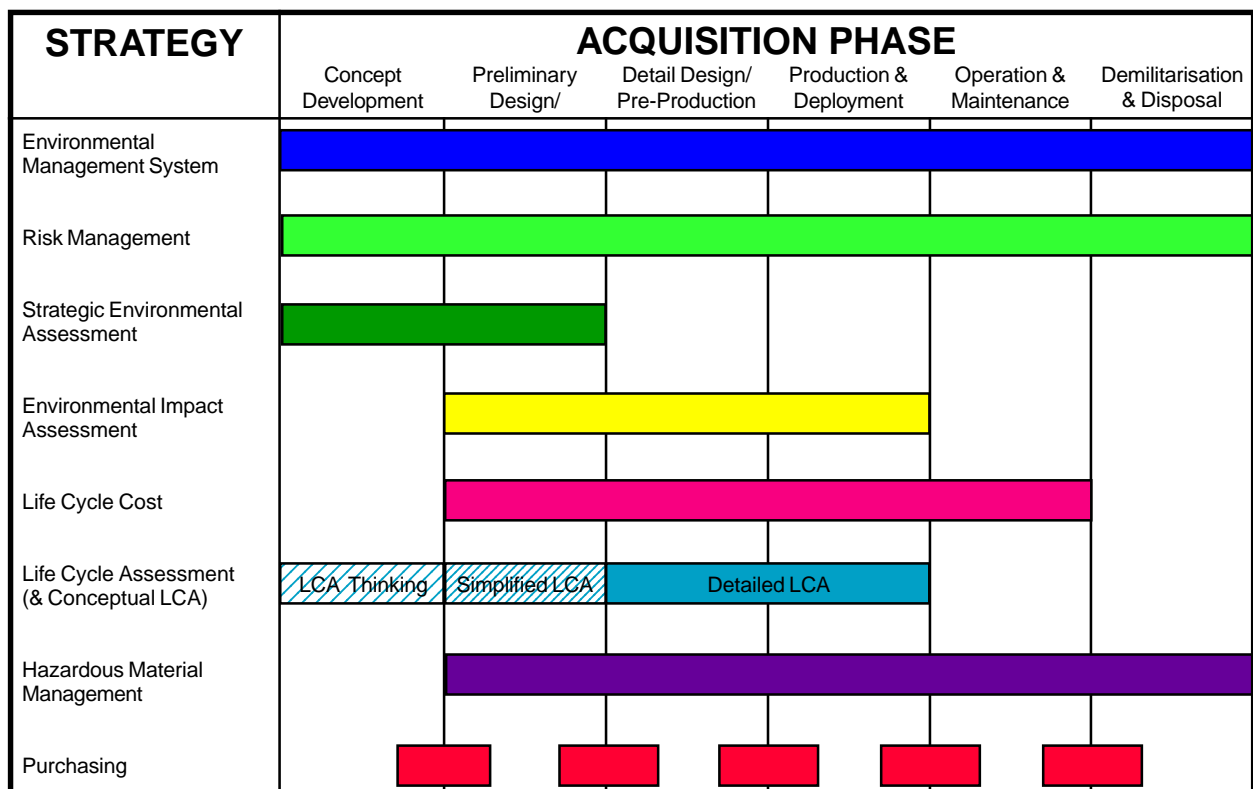 STRATEGY
ACQUISITION PHASE
Concept
Development
Preliminary
Design/
Detail Design/
Pre-Production
Production &
Deployment
Operation &
Maintenance
Demilitarisation
& Disposal
Environmental
Management System
Risk Management
Strategic Environmental
Assessment
Environmental Impact
Assessment
Life Cycle Cost
Life Cycle Assessment
(& Conceptual LCA)
LCA Thinking
Simplified LCA
Detailed LCA
Hazardous Material
Management
Purchasing